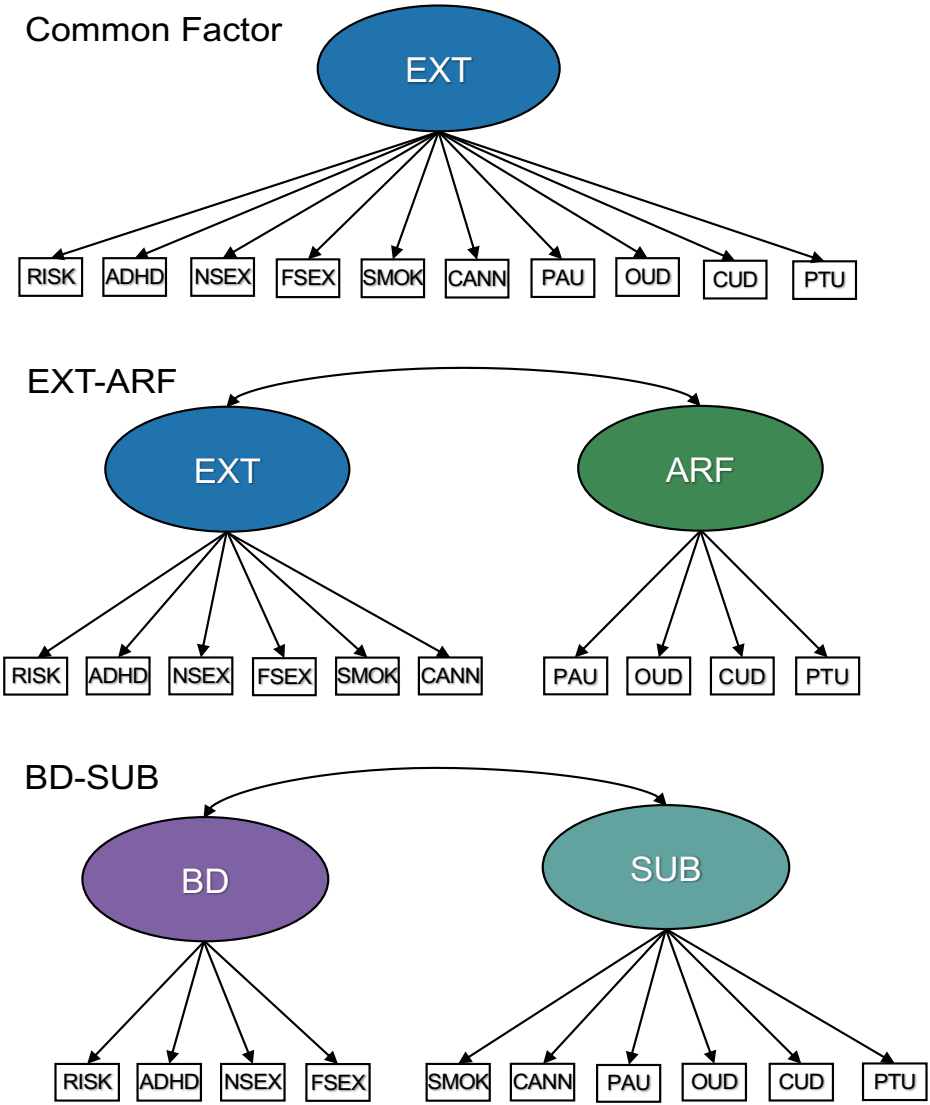 Common Factor
EXT
RISK ADHD NSEX FSEX SMOK CANN PAU OUD CUD PTU
EXT-ARF
EXT ARF
RISK ADHD NSEX FSEX SMOK CANN PAU OUD CUD PTU
BD-SUB
BD SUB
RISK ADHD NSEX FSEX SMOK CANN PAU OUD CUD PTU